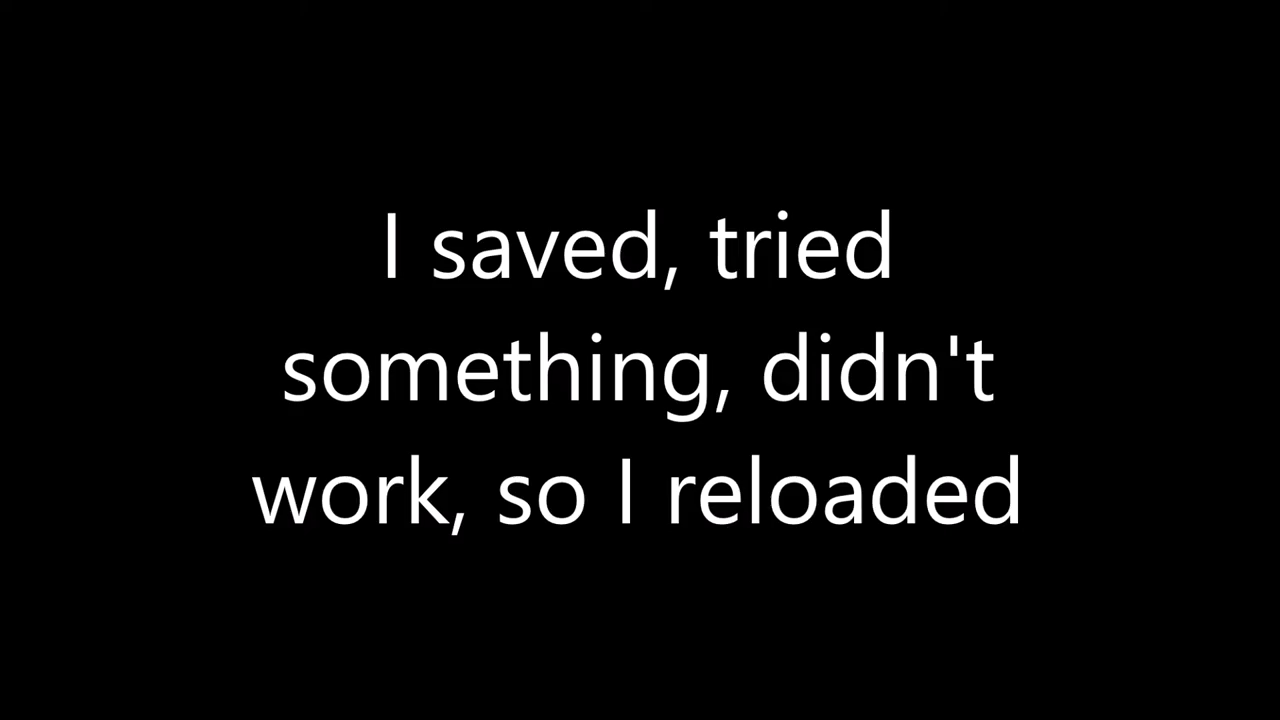 I saved, tried
something, didn't
work, so I reloaded